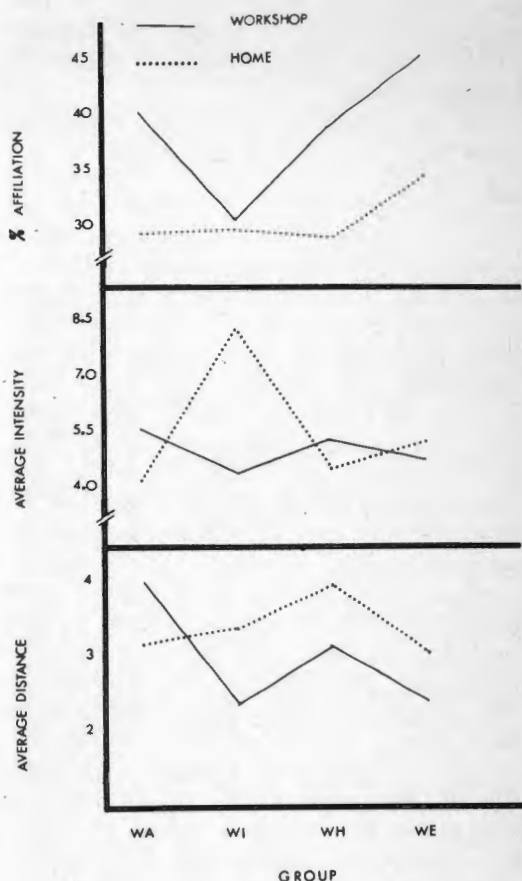 WORKSHOP
HOME
% AFFILIATION
45
40
35
30
AVERAGE INTENSITY
8.5
7.0
5.5
4.0
AVERAGE DISTANCE
4
3
2
WA WI WH WE
GROUP